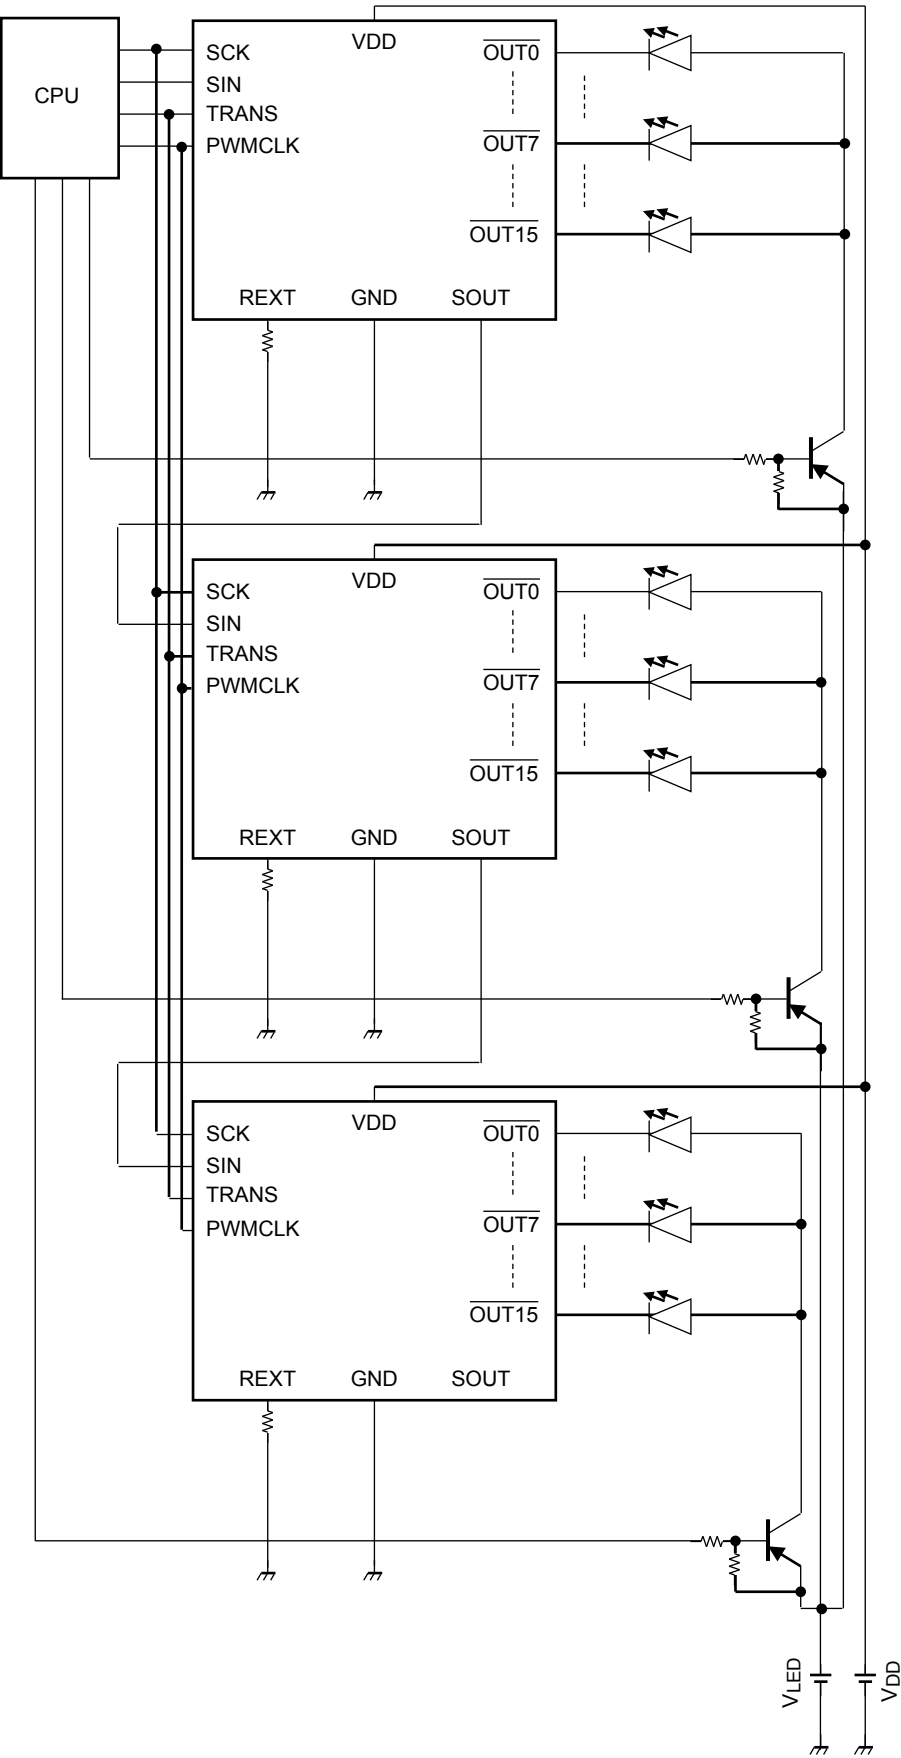 CPU
SCK
SIN
TRANS
PWMCLK
VDD
OUT0
OUT7
OUT15
REXT
GND
SOUT
SCK
SIN
TRANS
PWMCLK
VDD
OUT0
OUT7
OUT15
REXT
GND
SOUT
SCK
SIN
TRANS
PWMCLK
VDD
OUT0
OUT7
OUT15
REXT
GND
SOUT
VLED
VDD